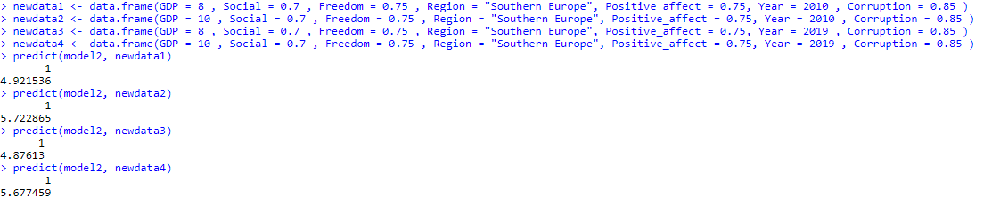 > newdata1 <- data.frame(GDP = 8 , Social = 0.7 , Freedom = 0.75 , Region = "Southern Europe", Positive_affect = 0.75, Year = 2010 , Corruption = 0.85 )
> newdata2 <- data.frame(GDP = 10 , Social = 0.7 , Freedom = 0.75 , Region = "Southern Europe", Positive_affect = 0.75, Year = 2010 , Corruption = 0.85 )
> newdata3 <- data.frame(GDP = 8 , Social = 0.7 , Freedom = 0.75 , Region = "Southern Europe", Positive_affect = 0.75, Year = 2019 , Corruption = 0.85 )
> newdata4 <- data.frame(GDP = 10 , Social = 0.7 , Freedom = 0.75 , Region = "Southern Europe", Positive_affect = 0.75, Year = 2019 , Corruption = 0.85 )
> predict(model2, newdata1)
1
4.921536
> predict(model2, newdata2)
1
5.722865
> predict(model2, newdata3)
1
4.87613
> predict(model2, newdata4)
1
5.677459